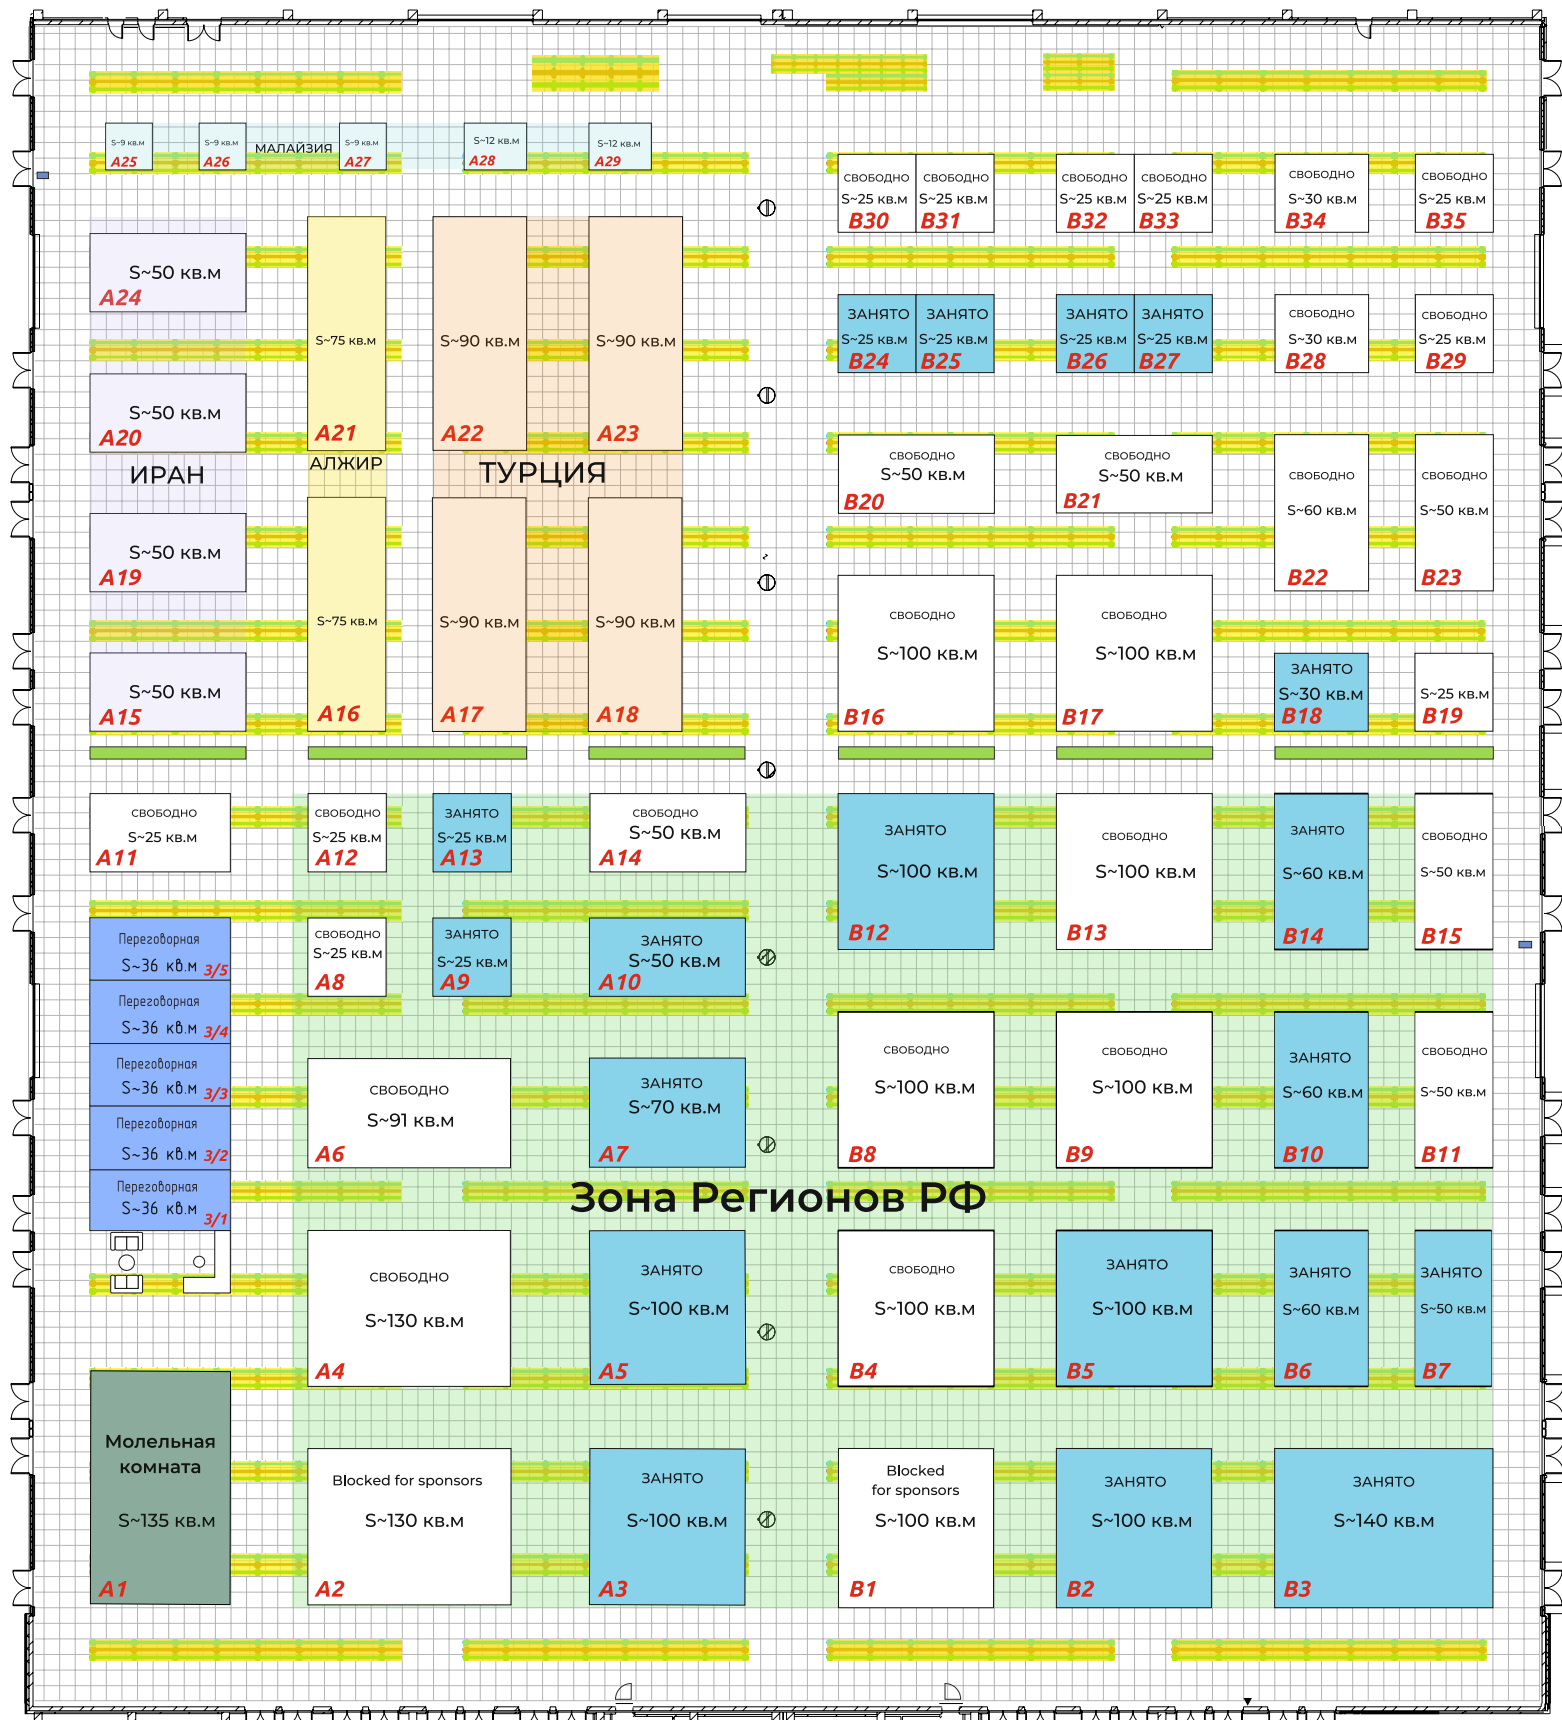 S~9 кв.м
A25
S~9 кв.м
A26
МАЛАЙЗИЯ
S~9 кв.м
A27
S~12 кв.м
A28
S~12 кв.м
A29
СВОБОДНО
S~25 кв.м
B30
СВОБОДНО
S~25 кв.м
B31
СВОБОДНО
S~25 кв.м
B32
СВОБОДНО
S~25 кв.м
B33
СВОБОДНО
S~30 кв.м
B34
СВОБОДНО
S~25 кв.м
B35
S~50 кв.м
A24
S~75 кв.м
A21
S~90 кв.м
A22
S~90 кв.м
A23
ЗАНЯТО
S~25 кв.м
B24
ЗАНЯТО
S~25 кв.м
B25
ЗАНЯТО
S~25 кв.м
B26
ЗАНЯТО
S~25 кв.м
B27
СВОБОДНО
S~30 кв.м
B28
СВОБОДНО
S~25 кв.м
B29
S~50 кв.м
A20
ИРАН
АЛЖИР
ТУРЦИЯ
СВОБОДНО
S~50 кв.м
B20
СВОБОДНО
S~50 кв.м
B21
СВОБОДНО
S~60 кв.м
B22
СВОБОДНО
S~50 кв.м
B23
S~50 кв.м
A19
S~75 кв.м
A16
S~90 кв.м
A17
S~90 кв.м
A18
СВОБОДНО
S~100 кв.м
B16
СВОБОДНО
S~100 кв.м
B17
ЗАНЯТО
S~30 кв.м
B18
S~25 кв.м
B19
S~50 кв.м
A15
СВОБОДНО
S~25 кв.м
A11
СВОБОДНО
S~25 кв.м
A12
ЗАНЯТО
S~25 кв.м
A13
СВОБОДНО
S~50 кв.м
A14
ЗАНЯТО
S~100 кв.м
B12
СВОБОДНО
S~100 кв.м
B13
ЗАНЯТО
S~60 кв.м
B14
СВОБОДНО
S~50 кв.м
B15
Переговорная
S~36 кв.м 3/5
СВОБОДНО
S~25 кв.м
A8
ЗАНЯТО
S~25 кв.м
A9
ЗАНЯТО
S~50 кв.м
A10
Переговорная
S~36 кв.м 3/4
Переговорная
S~36 кв.м 3/3
Переговорная
S~36 кв.м 3/2
Переговорная
S~36 кв.м
3/1
СВОБОДНО
S~91 кв.м
A6
ЗАНЯТО
S~70 кв.м
A7
СВОБОДНО
S~100 кв.м
B8
СВОБОДНО
S~100 кв.м
B9
ЗАНЯТО
S~60 кв.м
B10
СВОБОДНО
S~50 кв.м
B11
Зона Регионов РФ
СВОБОДНО
S~130 кв.м
A4
ЗАНЯТО
S~100 кв.м
A5
СВОБОДНО
S~100 кв.м
B4
ЗАНЯТО
S~100 кв.м
B5
ЗАНЯТО
S~60 кв.м
B6
ЗАНЯТО
S~50 кв.м
B7
Молельная
комната
S~135 кв.м
A1
Blocked for sponsors
S~130 кв.м
A2
ЗАНЯТО
S~100 кв.м
A3
Blocked
for sponsors
S~100 кв.м
B1
ЗАНЯТО
S~100 кв.м
B2
ЗАНЯТО
S~140 кв.м
B3